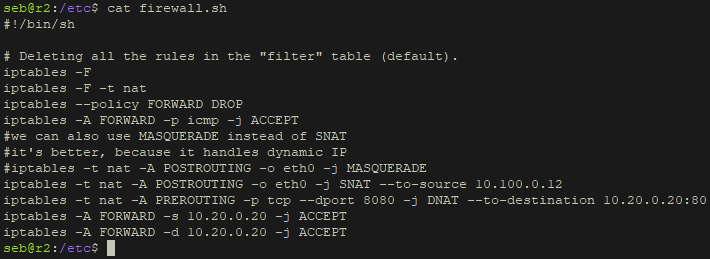 seb@r2:/etc$ cat firewall.sh
#!/bin/sh

# Deleting all the rules in the "filter" table (default).
iptables -F
iptables -F -t nat
iptables --policy FORWARD DROP
iptables -A FORWARD -p icmp -j ACCEPT
#we can also use MASQUERADE instead of SNAT
#it's better, because it handles dynamic IP
#iptables -t nat -A POSTROUTING -o eth0 -j MASQUERADE
iptables -t nat -A POSTROUTING -o eth0 -j SNAT --to-source 10.100.0.12
iptables -t nat -A PREROUTING -p tcp --dport 8080 -j DNAT --to-destination 10.20.0.20:80
iptables -A FORWARD -s 10.20.0.20 -j ACCEPT
iptables -A FORWARD -d 10.20.0.20 -j ACCEPT
seb@r2:/etc$